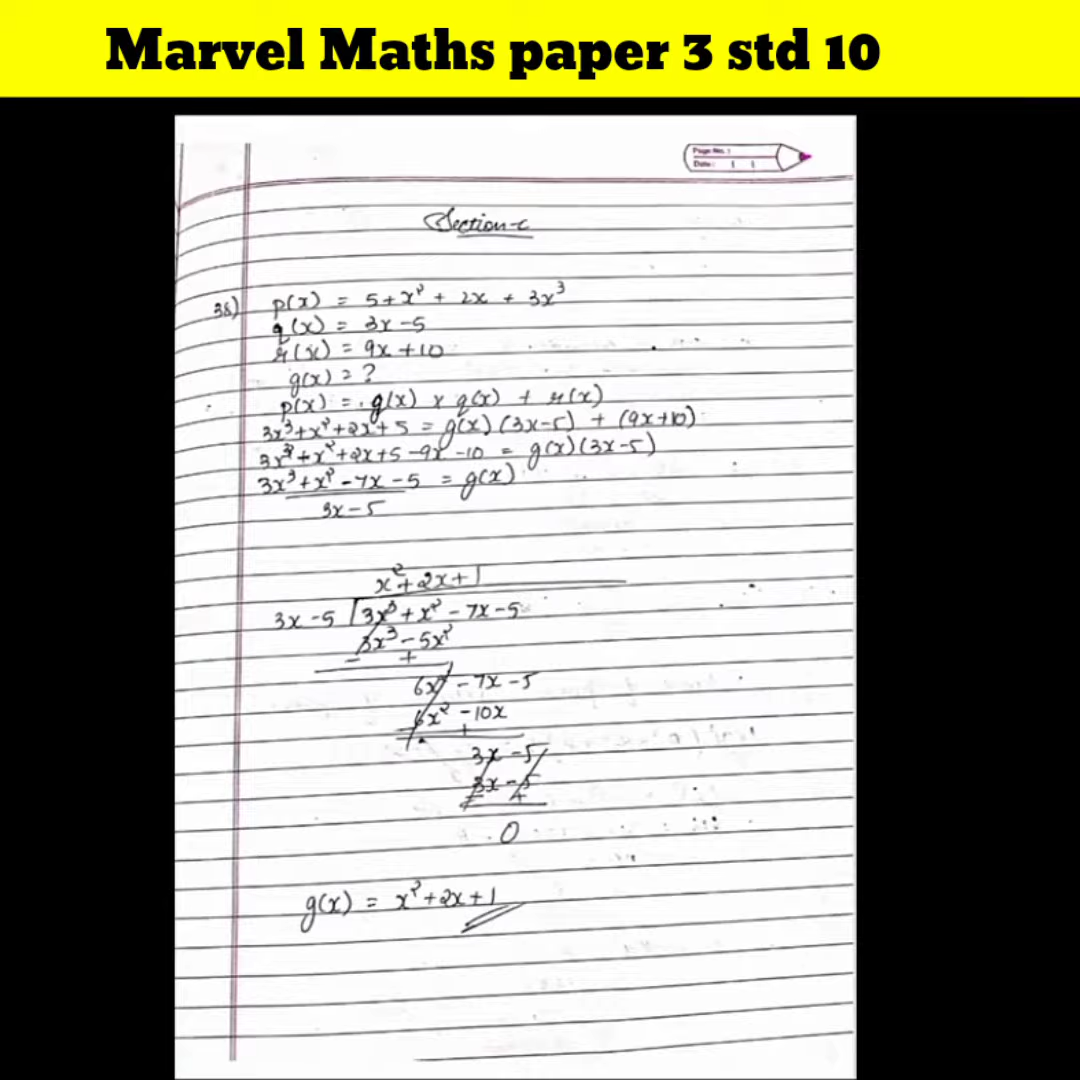 Marvel Maths paper 3 std 10
Page No. :
Date :
Section-c
38) p(x) = 5+x² + 2x + 3x³
q(x) = 3x-5
r(x) = 9x+10
g(x) = ?
p(x) = g(x) x q(x) + r(x)
3x³+x²+2x+5 = g(x) (3x-5) + (9x+10)
3x³+x²+2x+5-9x-10 = g(x)(3x-5)
3x³+x²-7x-5 = g(x)
3x-5
x²+2x+1
3x-5 3x³+x²-7x-5
3x³-5x²
- +
6x²-7x-5
6x²-10x
- +
3x-5
3x-5
- +
0
g(x) = x²+2x+1